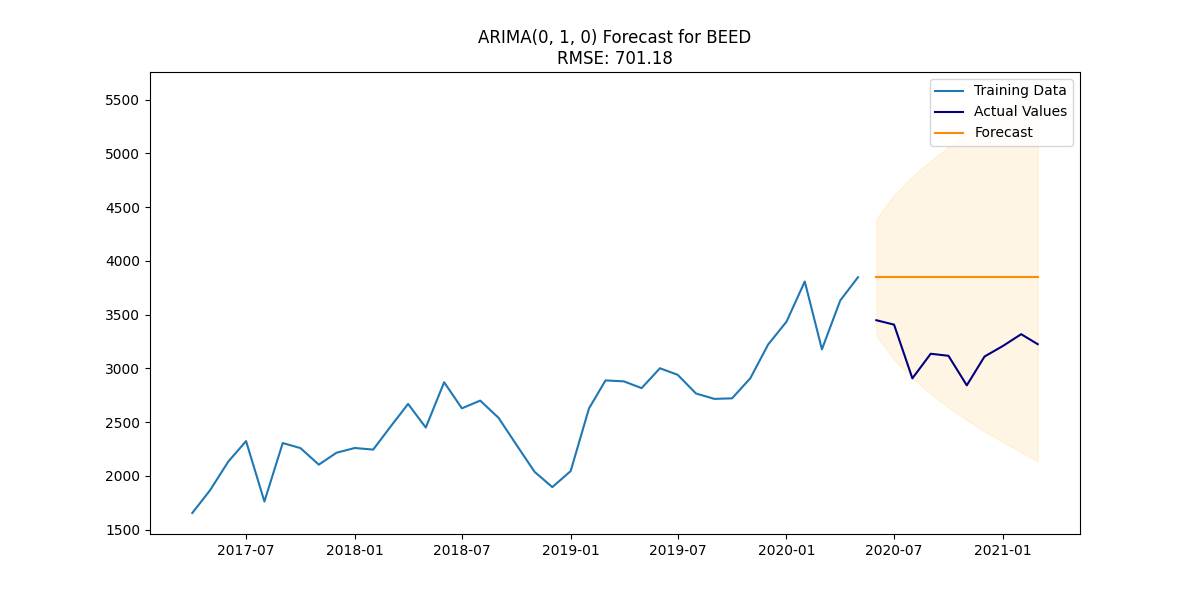 ARIMA(0, 1, 0) Forecast for BEED
RMSE: 701.18
Training Data
Actual Values
Forecast
5500
5000
4500
4000
3500
3000
2500
2000
1500
2017-07 2018-01 2018-07 2019-01 2019-07 2020-01 2020-07 2021-01